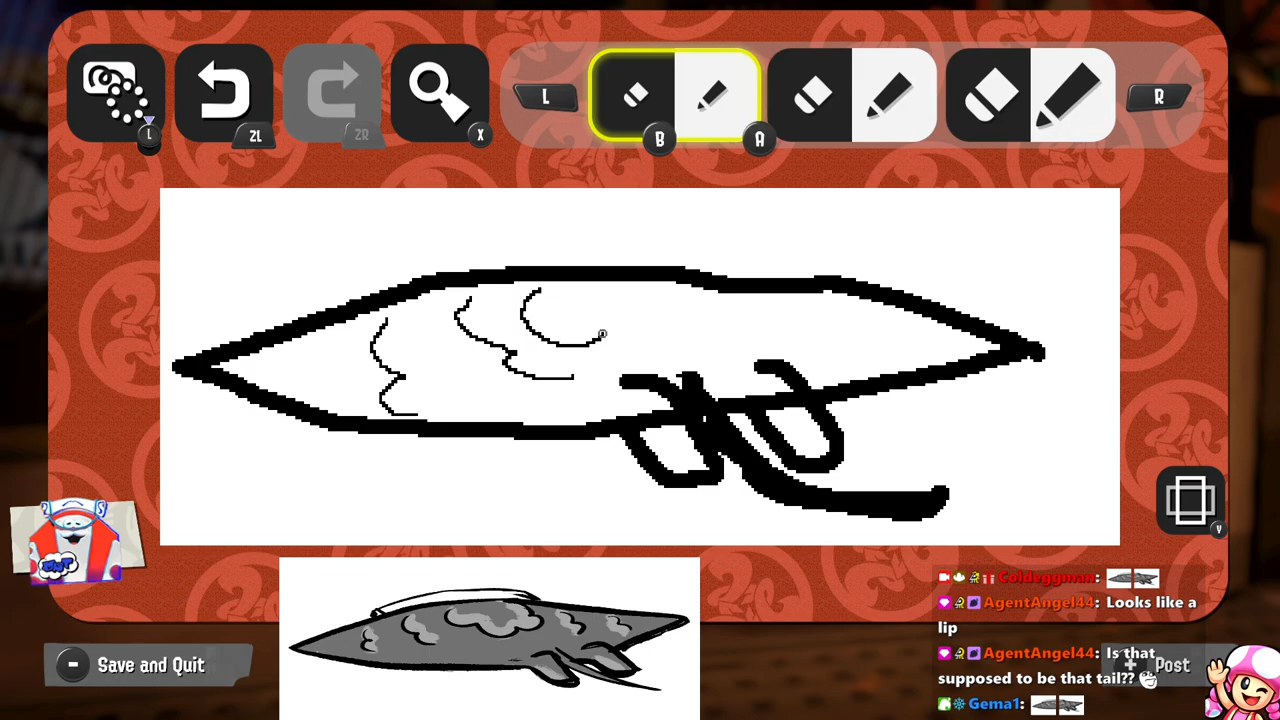 L
ZL
ZR
X
L
B
A
R
Y
Coldeggman:
AgentAngel44: Looks like a
lip
AgentAngel44: Is that
supposed to be that tail??
Gema1:
- Save and Quit
+ Post